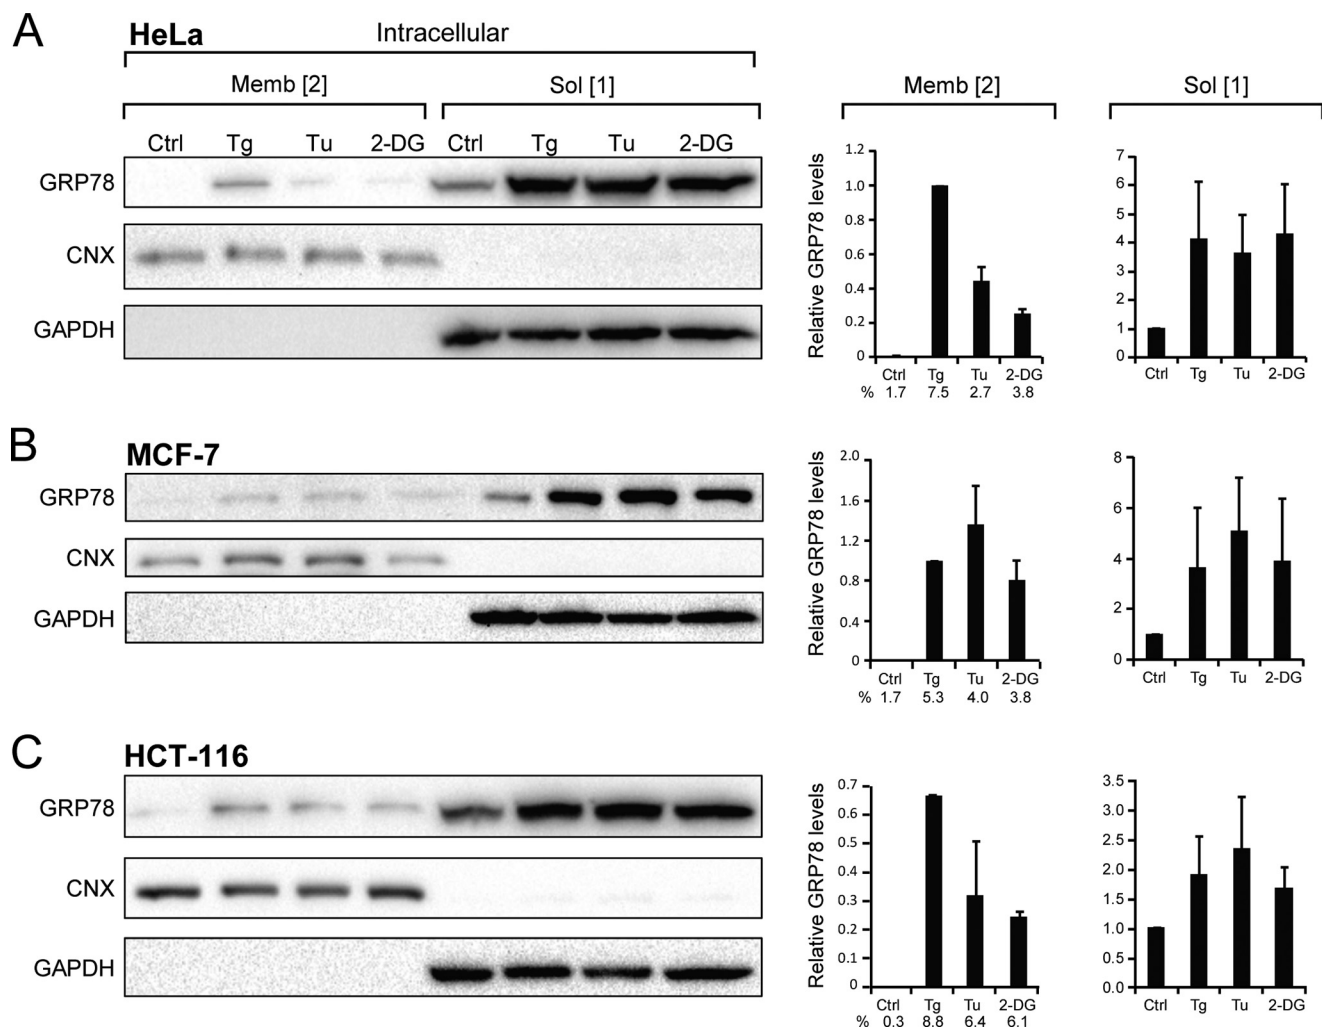 A
HeLa
Intracellular
Memb [2]
Sol [1]
Ctrl Tg Tu 2-DG Ctrl Tg Tu 2-DG
GRP78
CNX
GAPDH
Memb [2]
Relative GRP78 levels
1.2
1.0
0.8
0.6
0.4
0.2
0
Ctrl Tg Tu 2-DG
% 1.7 7.5 2.7 3.8
Sol [1]
7
6
5
4
3
2
1
0
Ctrl Tg Tu 2-DG
B
MCF-7
GRP78
CNX
GAPDH
Relative GRP78 levels
2.0
1.6
1.2
0.8
0.4
0
Ctrl Tg Tu 2-DG
% 1.7 5.3 4.0 3.8
8
6
4
2
0
Ctrl Tg Tu 2-DG
C
HCT-116
GRP78
CNX
GAPDH
Relative GRP78 levels
0.7
0.6
0.5
0.4
0.3
0.2
0.1
0
Ctrl Tg Tu 2-DG
% 0.3 8.8 6.4 6.1
3.5
3.0
2.5
2.0
1.5
1.0
0.5
0.0
Ctrl Tg Tu 2-DG